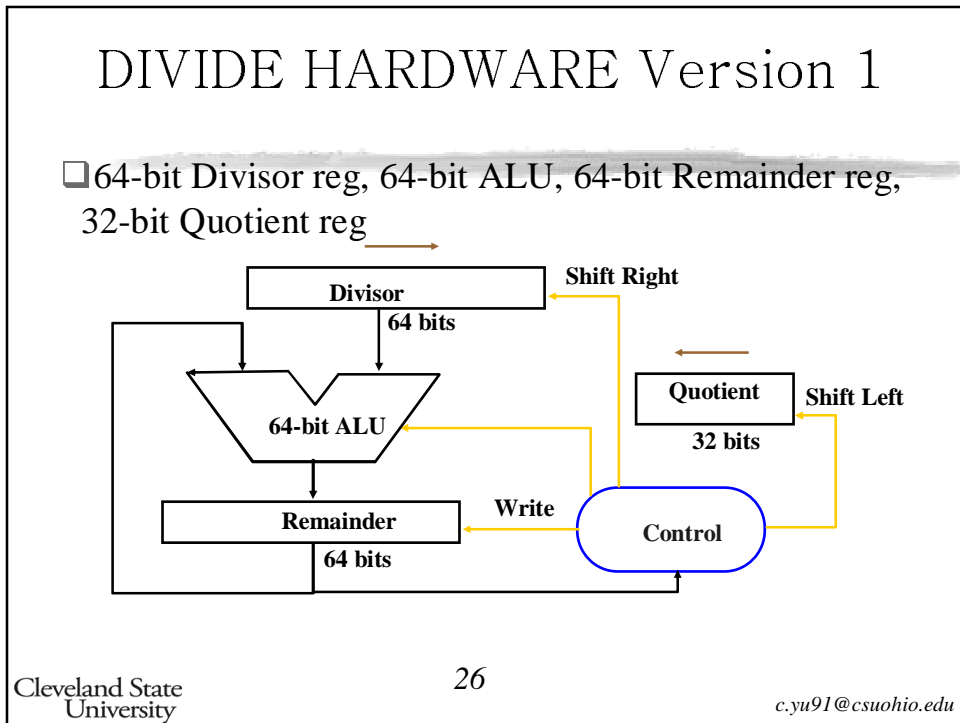 DIVIDE HARDWARE Version 1
64-bit Divisor reg, 64-bit ALU, 64-bit Remainder reg,
32-bit Quotient reg
Shift Right
Divisor
64 bits
Quotient
Shift Left
64-bit ALU
32 bits
Write
Remainder
Control
64 bits
26
Cleveland State
University
c.yu91@csuohio.edu